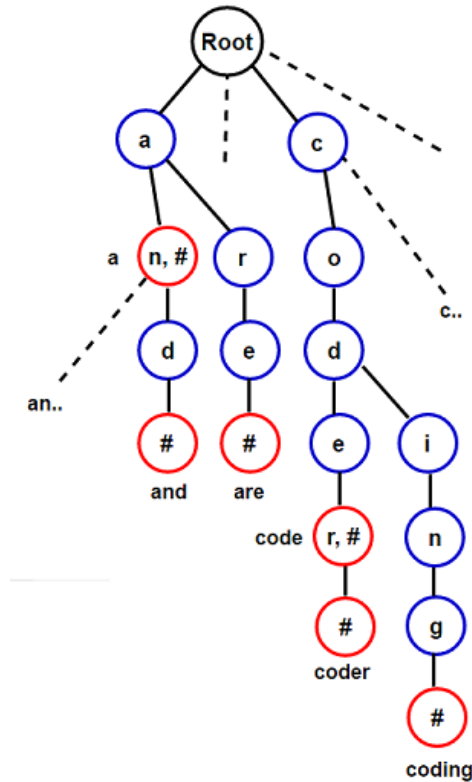 Root
a
c
a
n, #
r
o
c..
d
e
d
an..
#
#
e
i
and
are
code
r, #
n
#
g
coder
#
coding